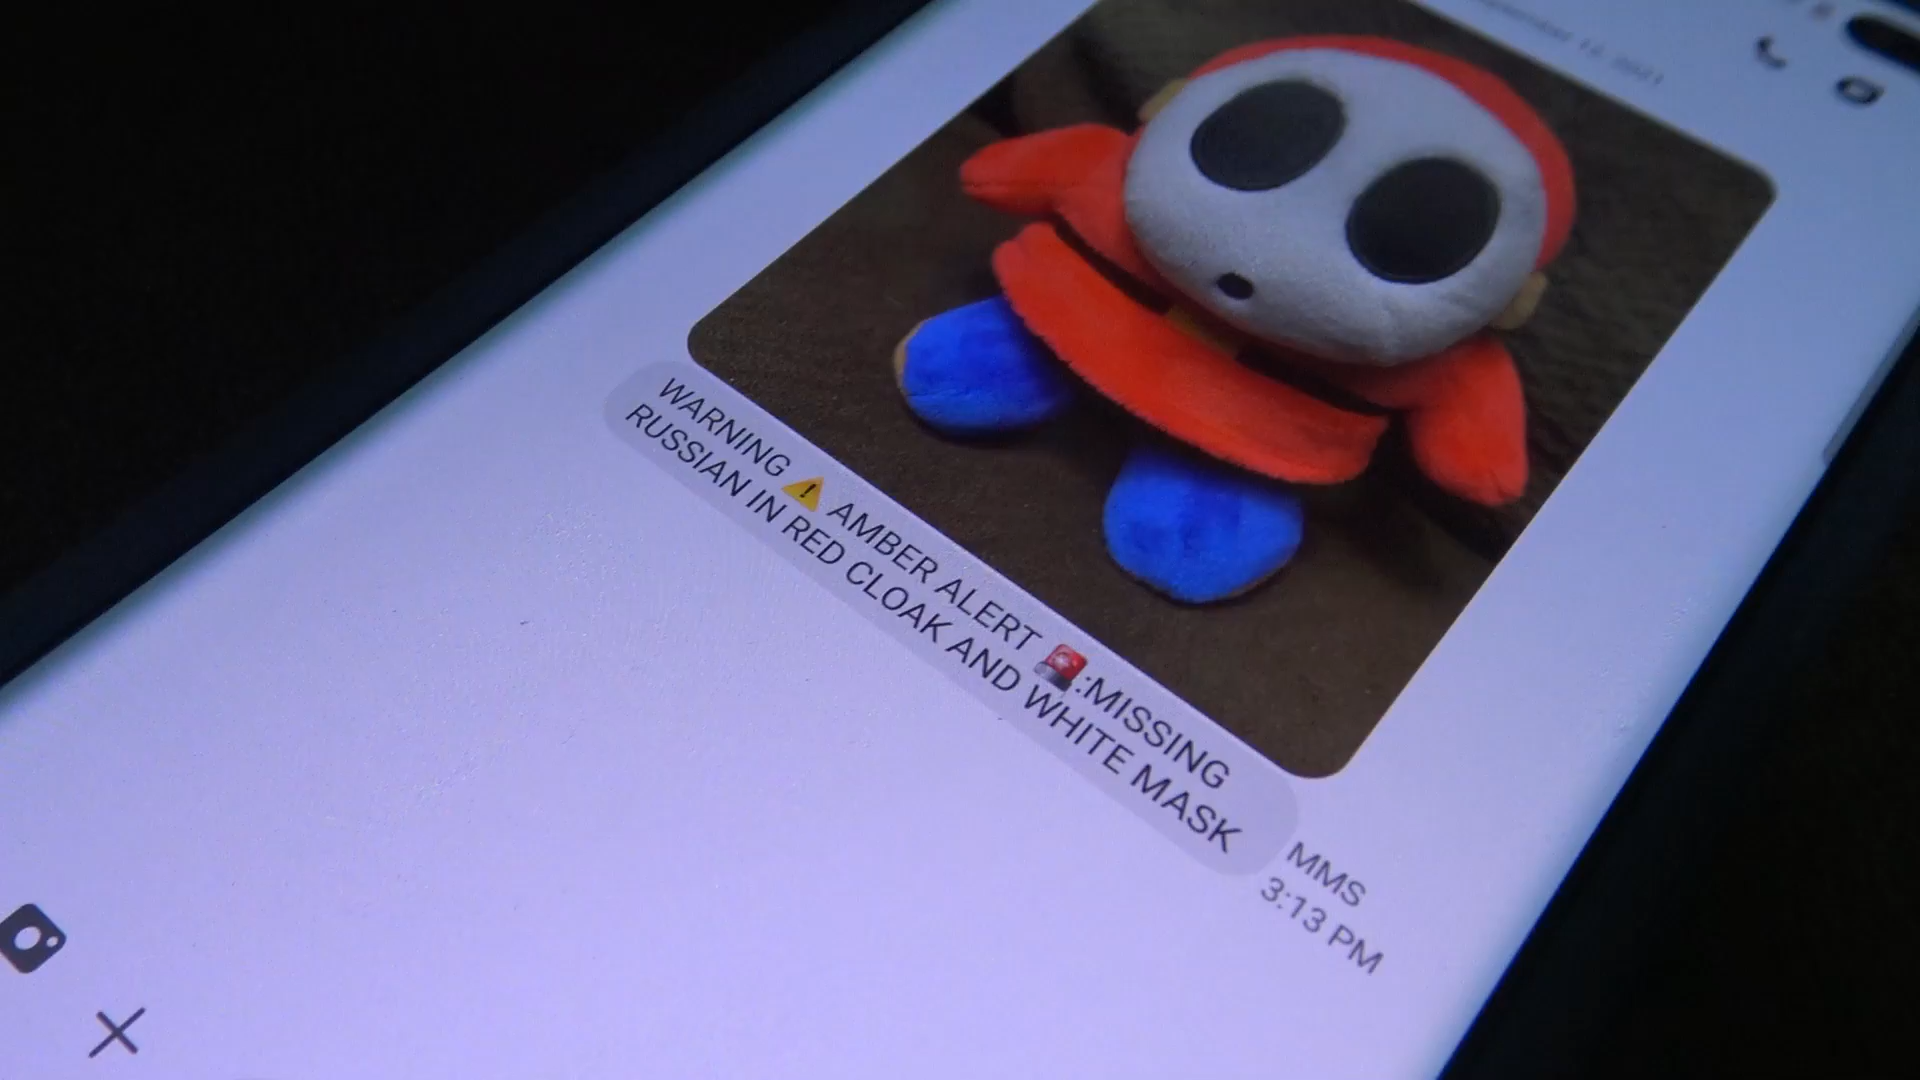 WARNING ⚠️ AMBER ALERT 🚨:MISSING
RUSSIAN IN RED CLOAK AND WHITE MASK
MMS
3:13 PM